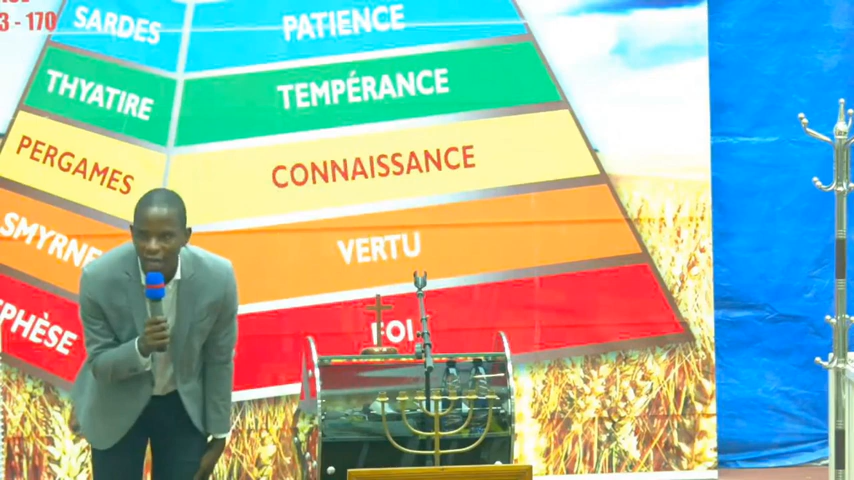 3 - 170
SARDES PATIENCE
THYATIRE TEMPÉRANCE
PERGAMES CONNAISSANCE
SMYRNE VERTU
PHÈSE FOI